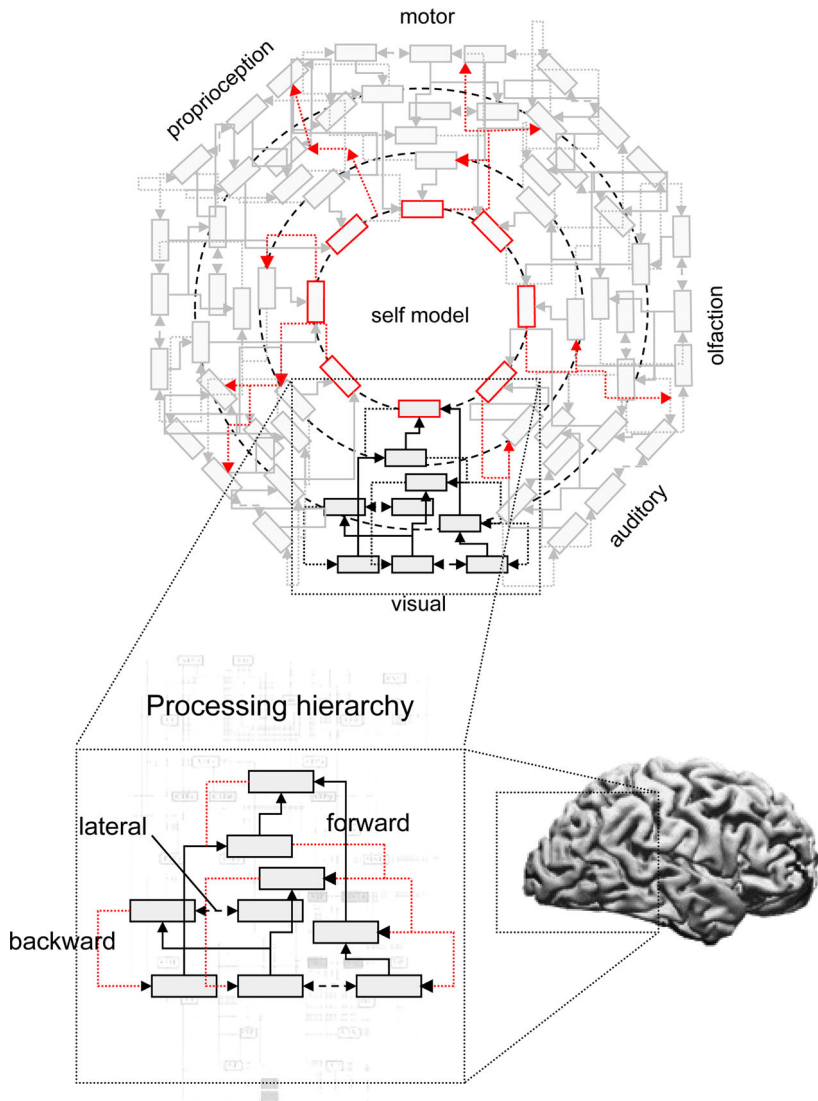 motor
proprioception
self model
olfaction
auditory
visual
Processing hierarchy
lateral
forward
backward